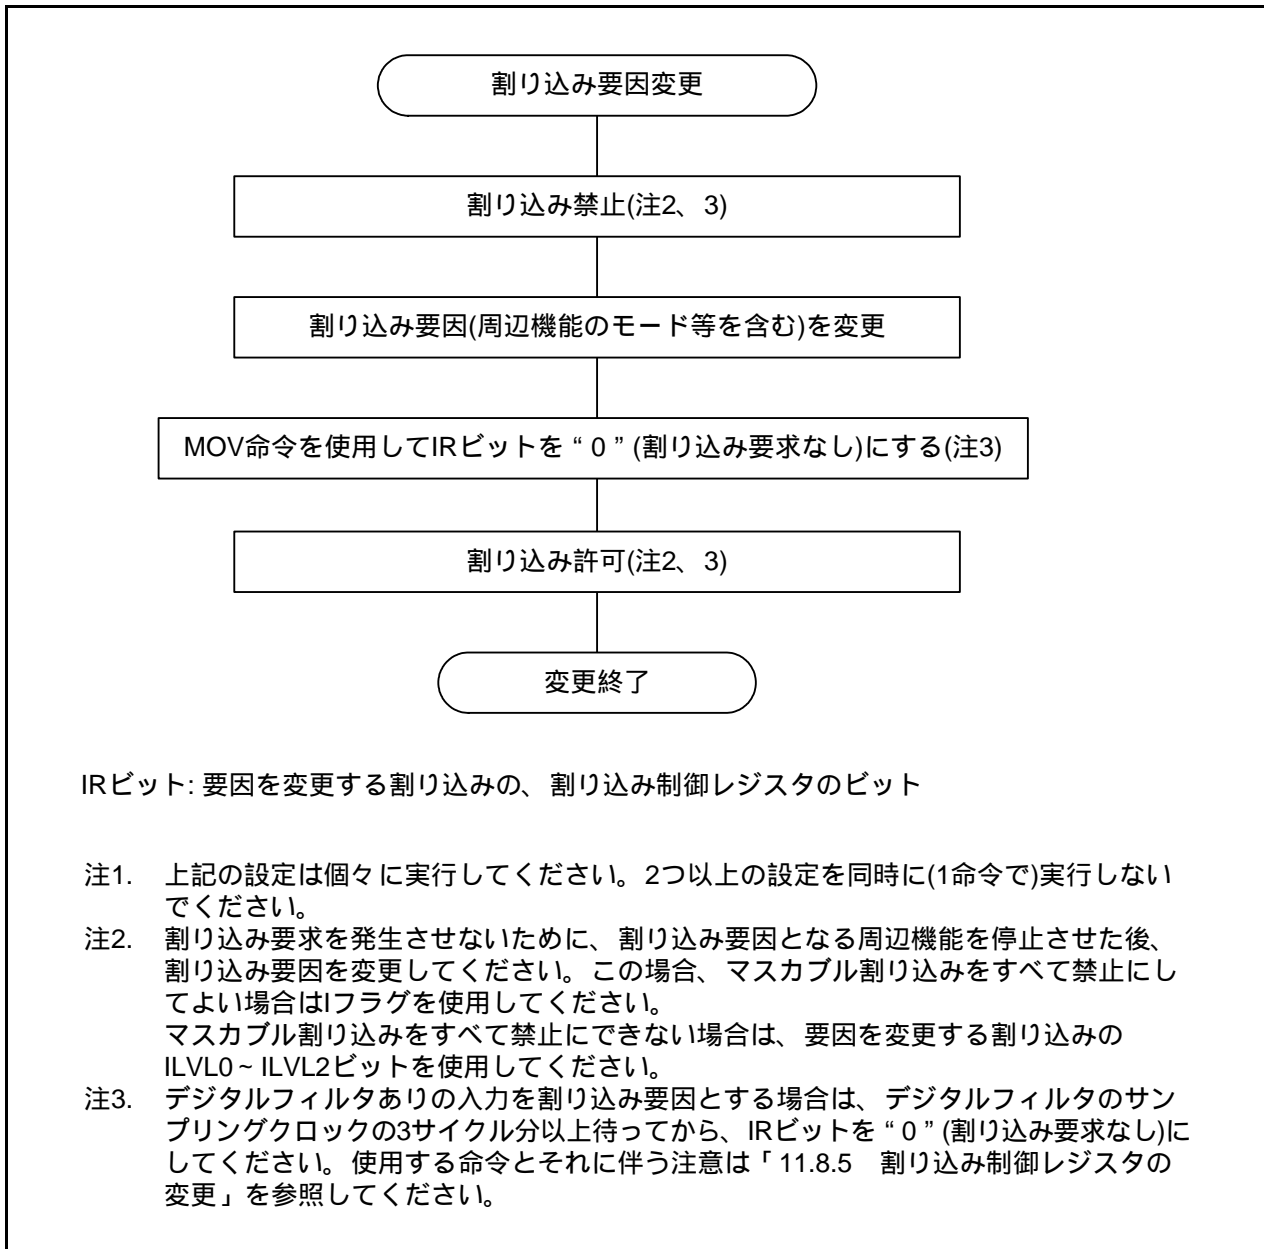 割り込み要因変更
割り込み禁止(注2、3)
割り込み要因(周辺機能のモード等を含む)を変更
MOV命令を使用してIRビットを“0”(割り込み要求なし)にする(注3)
割り込み許可(注2、3)
変更終了
IRビット: 要因を変更する割り込みの、割り込み制御レジスタのビット
注1. 上記の設定は個々に実行してください。2つ以上の設定を同時に(1命令で)実行しない
でください。
注2. 割り込み要求を発生させないために、割り込み要因となる周辺機能を停止させた後、
割り込み要因を変更してください。この場合、マスカブル割り込みをすべて禁止にし
てよい場合はIフラグを使用してください。
マスカブル割り込みをすべて禁止にできない場合は、要因を変更する割り込みの
ILVL0~ILVL2ビットを使用してください。
注3. デジタルフィルタありの入力を割り込み要因とする場合は、デジタルフィルタのサン
プリングクロックの3サイクル分以上待ってから、IRビットを“0”(割り込み要求なし)に
してください。使用する命令とそれに伴う注意は「11.8.5 割り込み制御レジスタの
変更」を参照してください。